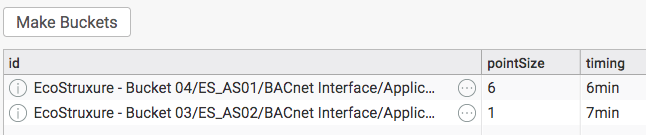 Make Buckets
id pointSize timing
EcoStruxure - Bucket 04/ES_AS01/BACnet Interface/Applic... 6 6min
EcoStruxure - Bucket 03/ES_AS02/BACnet Interface/Applic... 1 7min